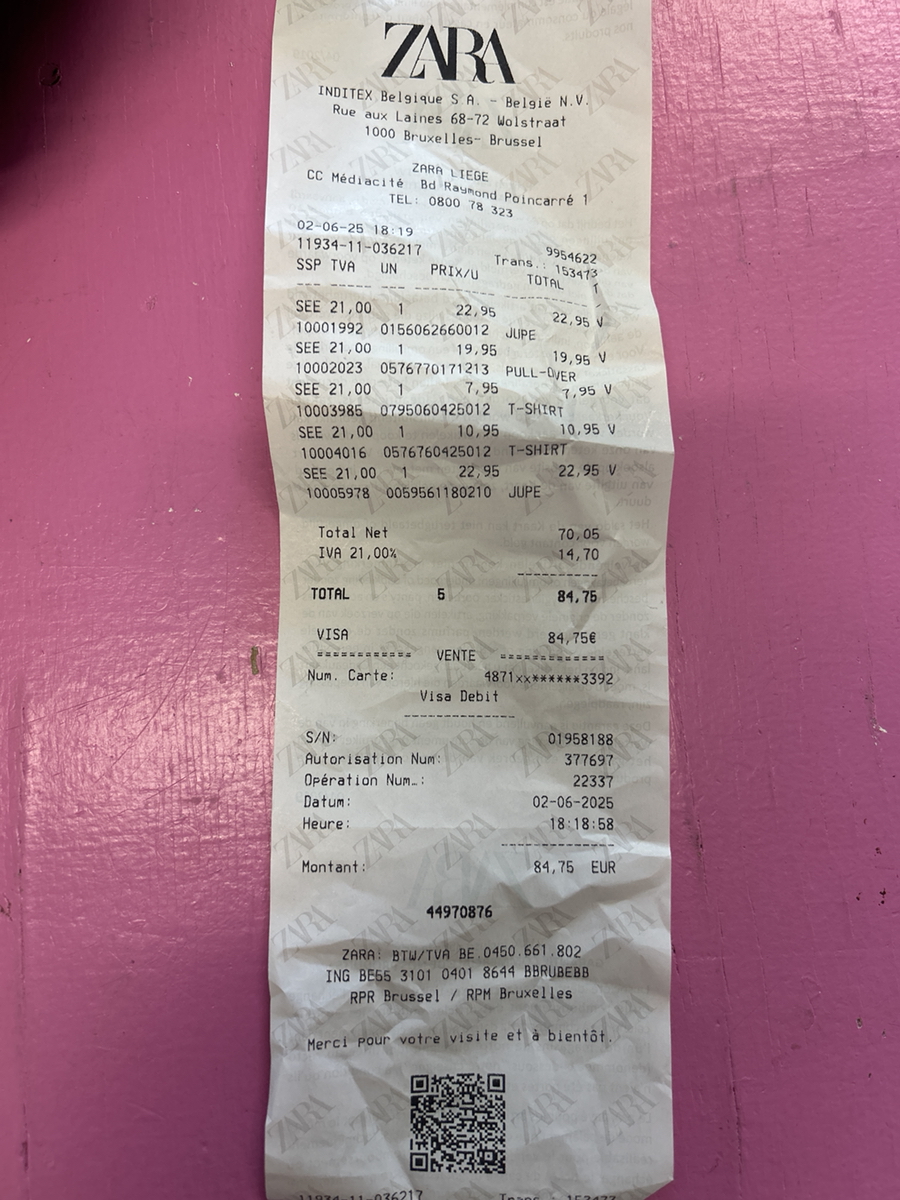 ZARA
INDITEX Belgique S.A. - België N.V.
Rue aux Laines 68-72 Wolstraat
1000 Bruxelles- Brussel
ZARA LIEGE
CC Médiacité Bd Raymond Poincarré 1
TEL: 0800 78 323
02-06-25 18:19 9954622
11934-11-036217 Trans.: 153473
SSP TVA UN PRIX/U TOTAL T
SEE 21,00 1 22,95 22,95 V
10001992 0156062660012 JUPE
SEE 21,00 1 19,95 19,95 V
10002023 0576770171213 PULL-OVER
SEE 21,00 1 7,95 7,95 V
10003985 0795060425012 T-SHIRT
SEE 21,00 1 10,95 10,95 V
10004016 0576760425012 T-SHIRT
SEE 21,00 1 22,95 22,95 V
10005978 0059561180210 JUPE
Total Net 70,05
IVA 21,00% 14,70
TOTAL 5 84,75
VISA 84,75€
============ VENTE =============
Num. Carte: 4871xx******3392
Visa Debit
S/N: 01958188
Autorisation Num: 377697
Opération Num.: 22337
Datum: 02-06-2025
Heure: 18:18:58
Montant: 84,75 EUR
44970876
ZARA: BTW/TVA BE.0450.661.802
ING BE55 3101 0401 8644 BBRUBEBB
RPR Brussel / RPM Bruxelles
Merci pour votre visite et à bientôt.
11934-11-036217 Trans.: 153473